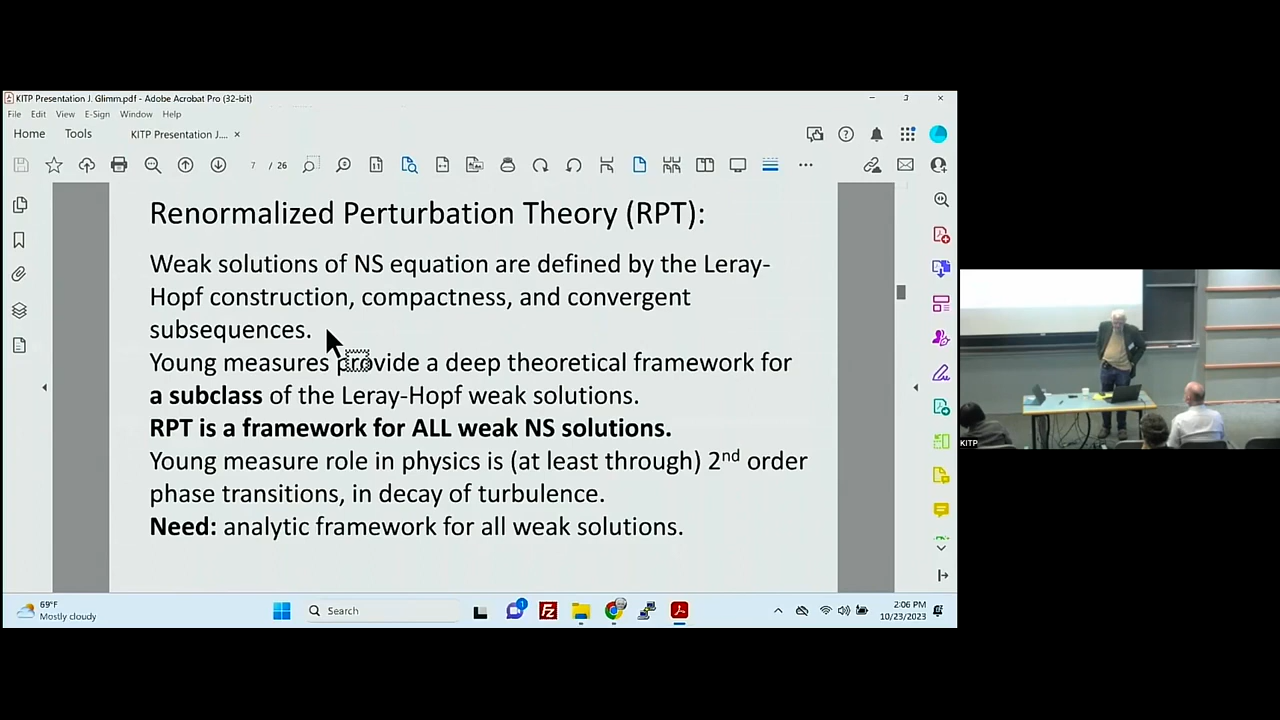 KITP Presentation J. Glimm.pdf - Adobe Acrobat Pro (32-bit)
File Edit View E-Sign Window Help
Home Tools KITP Presentation J.... ×
7 / 26
Renormalized Perturbation Theory (RPT):
Weak solutions of NS equation are defined by the Leray-
Hopf construction, compactness, and convergent
subsequences.
Young measures provide a deep theoretical framework for
a subclass of the Leray-Hopf weak solutions.
RPT is a framework for ALL weak NS solutions.
Young measure role in physics is (at least through) 2nd order
phase transitions, in decay of turbulence.
Need: analytic framework for all weak solutions.
KITP
69°F
Mostly cloudy
Search
1
2:06 PM
10/23/2023